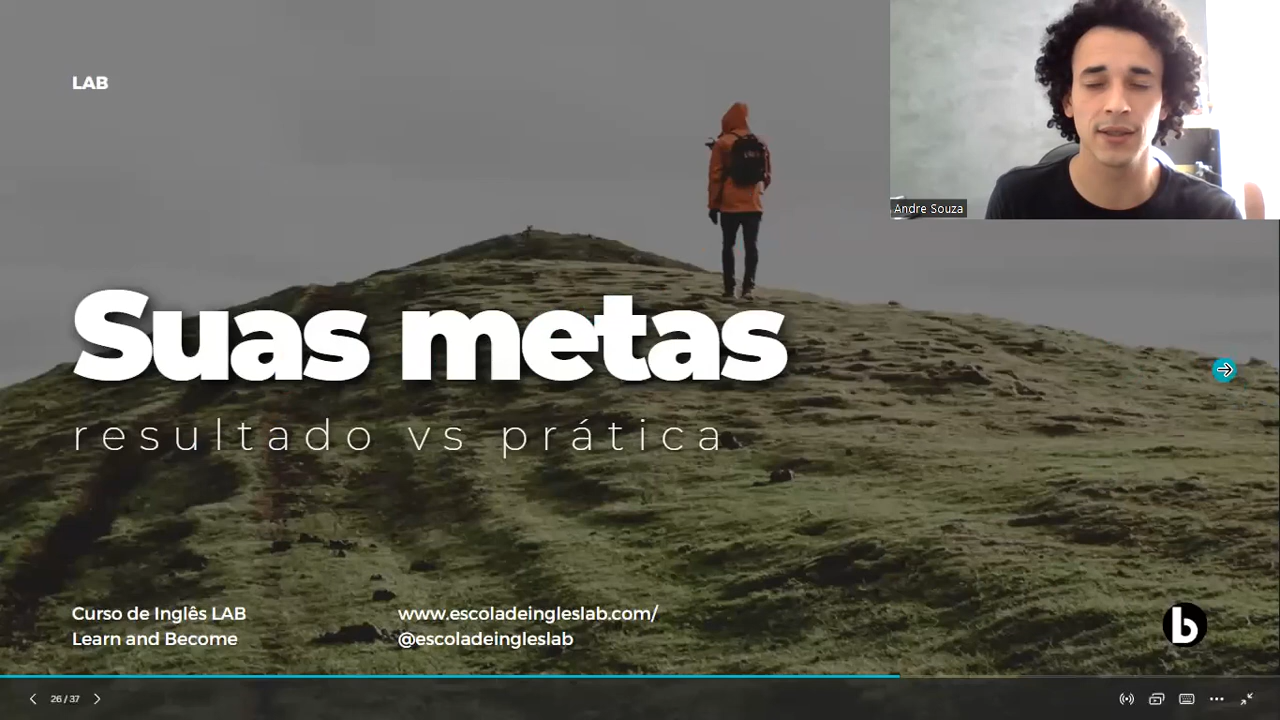 LAB
Andre Souza
Suas metas
resultado vs prática
Curso de Inglês LAB
Learn and Become
www.escoladeingleslab.com/
@escoladeingleslab
b
26 / 37